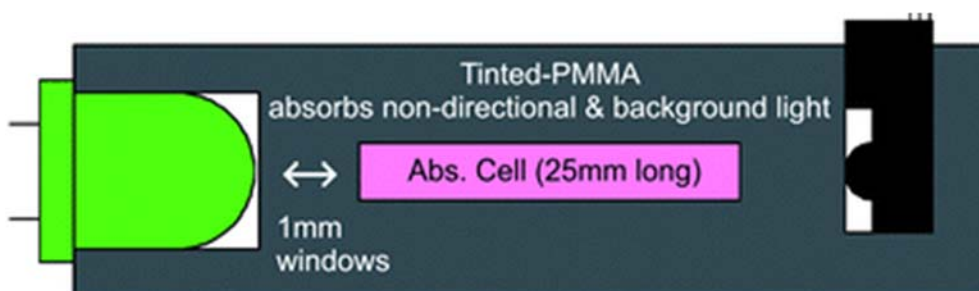 Tinted-PMMA
absorbs non-directional & background light
Abs. Cell (25mm long)
1mm
windows